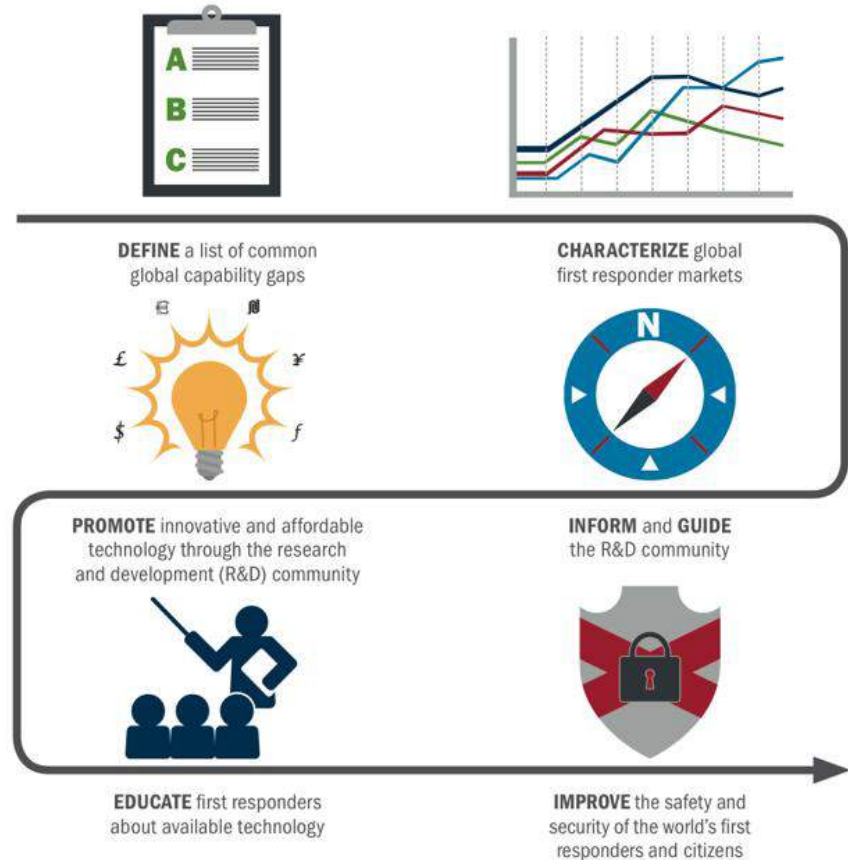 A
B
C
DEFINE a list of common
global capability gaps
CHARACTERIZE global
first responder markets
€
₪
£
¥
$
ƒ
N
PROMOTE innovative and affordable
technology through the research
and development (R&D) community
INFORM and GUIDE
the R&D community
EDUCATE first responders
about available technology
IMPROVE the safety and
security of the world's first
responders and citizens